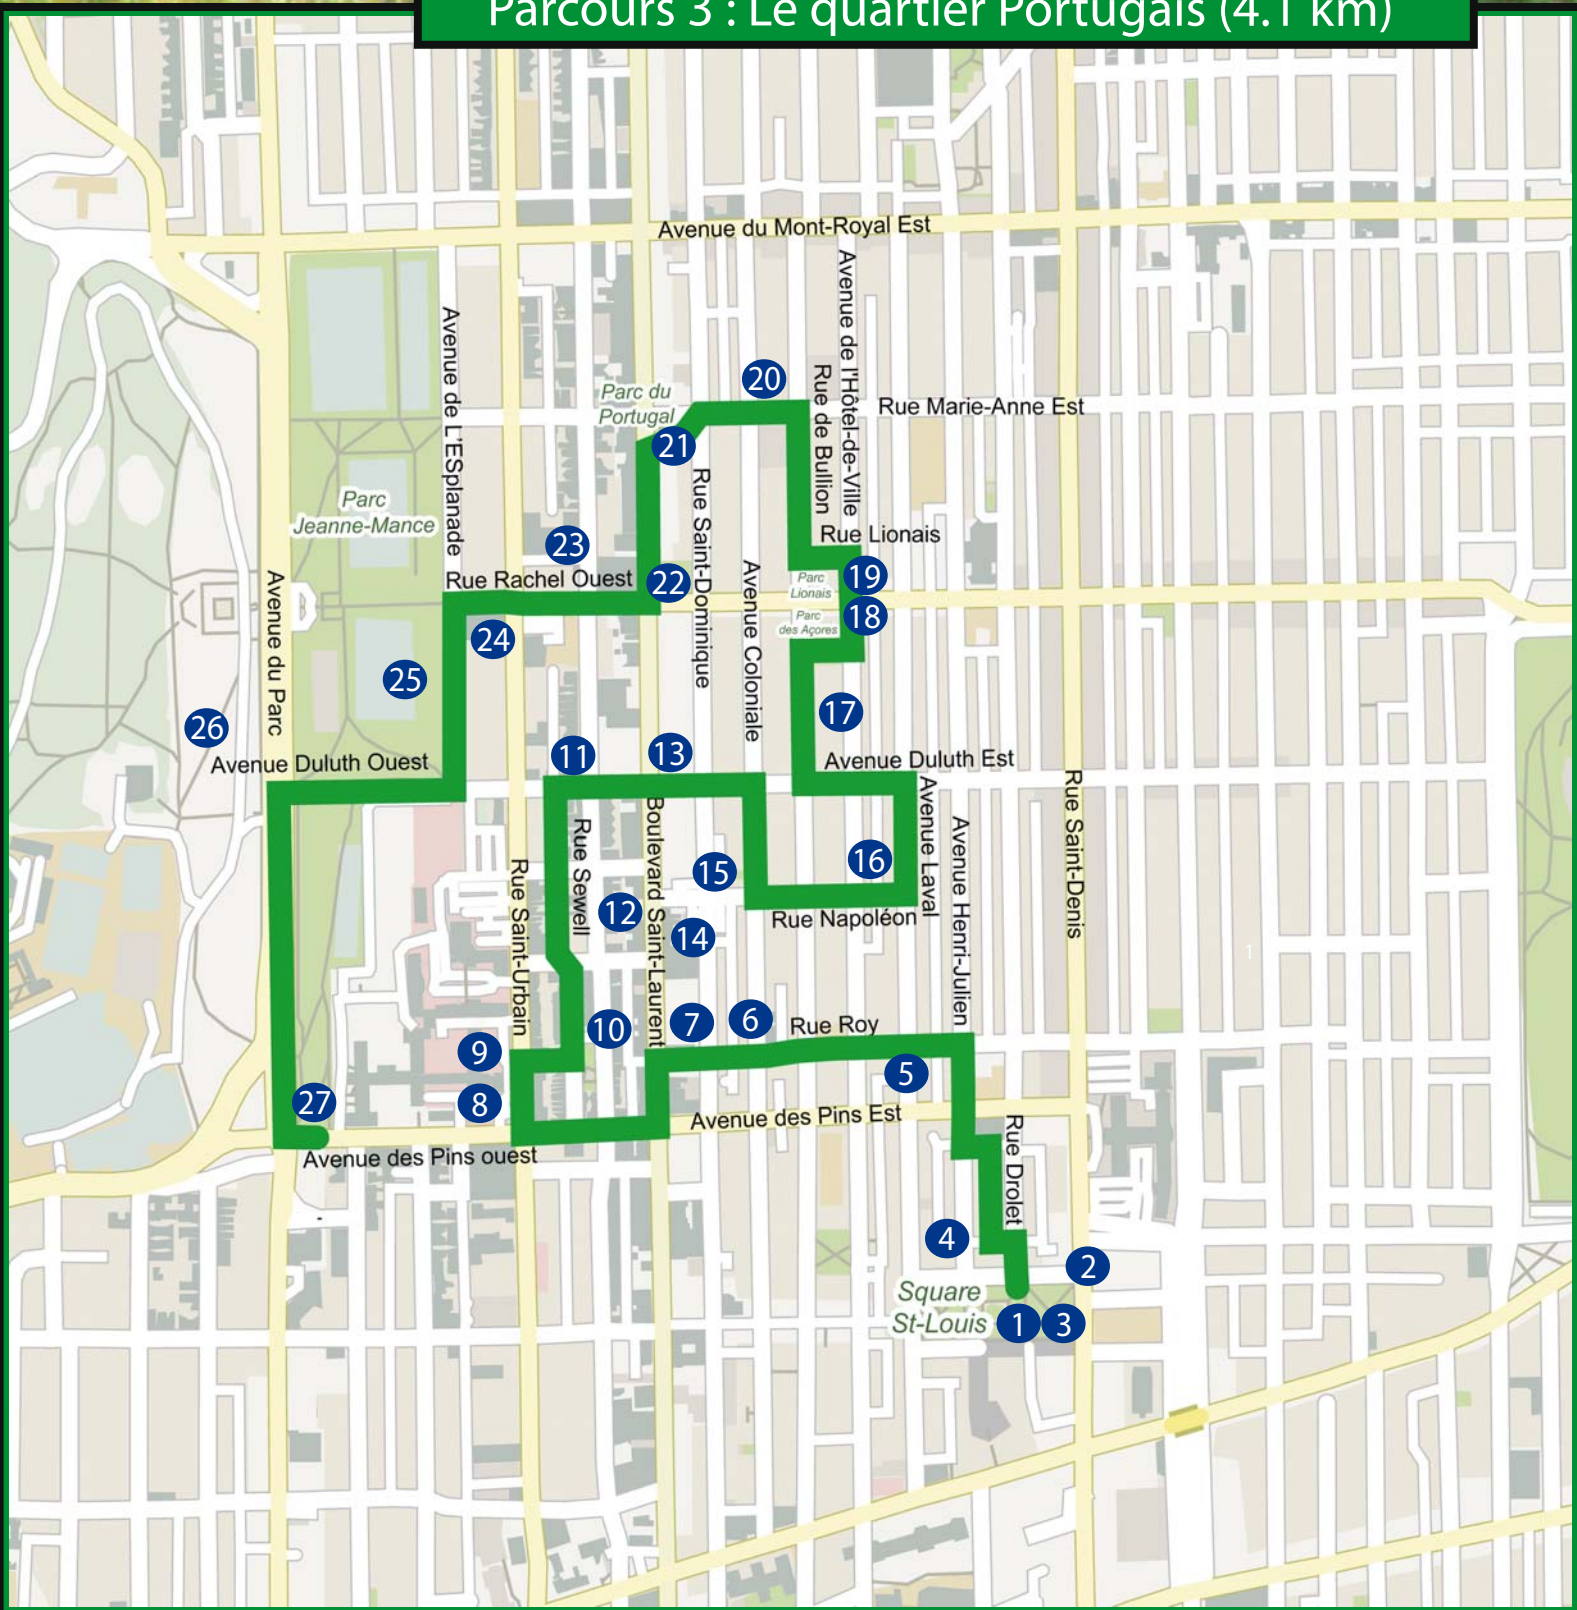 Parcours 3 : Le quartier Portugais (4.1 km)
Avenue du Mont-Royal Est
Avenue de l'Hôtel-de-Ville
Avenue de L'ESplanade
Rue de Bullion
20
Parc du
Portugal
Rue Marie-Anne Est
21
Rue Saint-Dominique
Parc
Jeanne-Mance
Rue Lionais
23
Avenue Coloniale
Avenue du Parc
Rue Rachel Ouest
22
Parc
Lionais
19
Parc
des Açores
18
24
25
26
17
Avenue Duluth Ouest
11
13
Avenue Duluth Est
Rue Saint-Denis
Avenue Laval
Boulevard Saint-Laurent
Rue Sewell
Avenue Henri-Julien
Rue Saint-Urbain
16
15
12
14
Rue Napoléon
1
10
7
6
Rue Roy
9
5
8
27
Avenue des Pins Est
Rue Drolet
Avenue des Pins ouest
4
2
Square
St-Louis
1
3